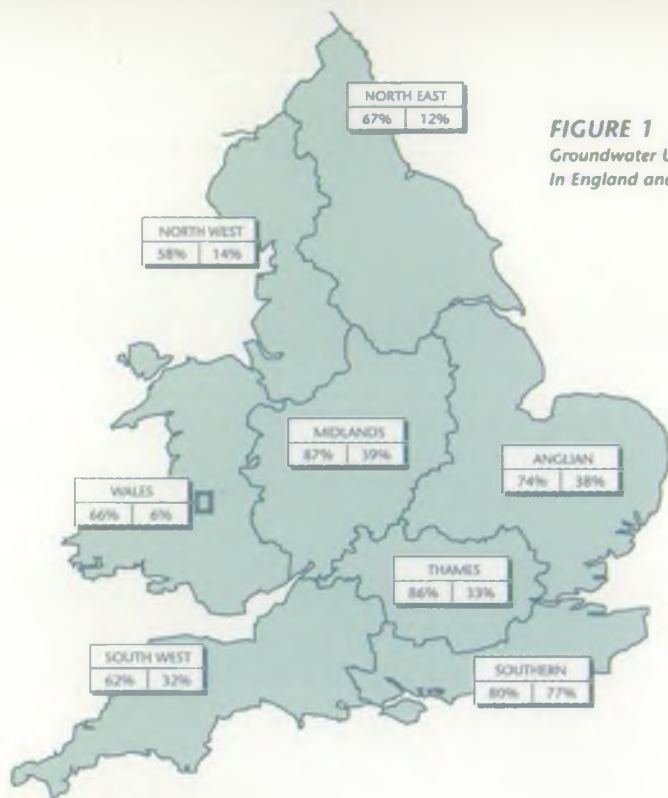 NORTH EAST
67% 12%
FIGURE 1
Groundwater U
In England and
NORTH WEST
58% 14%
MIDLANDS
87% 39%
ANGLIAN
74% 38%
WALES
66% 6%
THAMES
86% 33%
SOUTH WEST
62% 32%
SOUTHERN
80% 77%